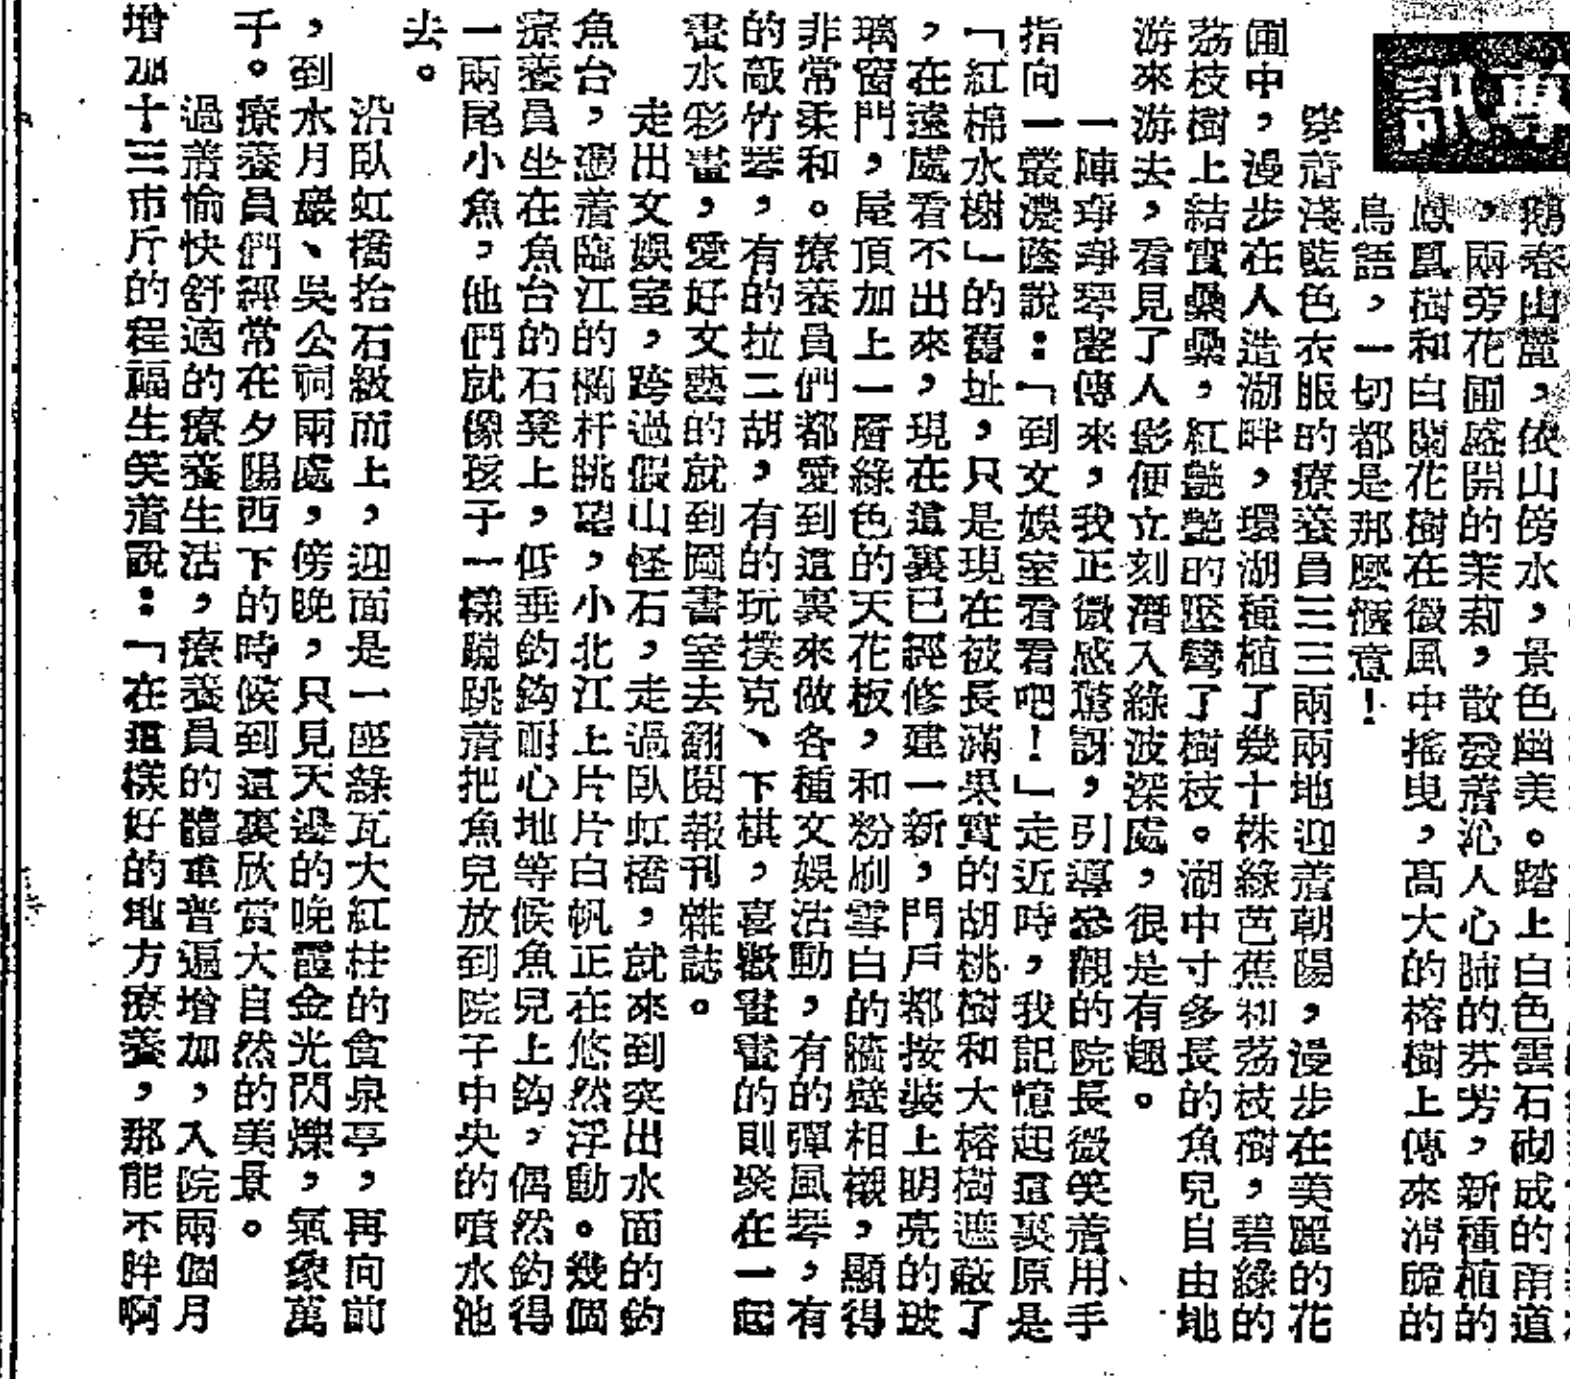 專訊
鵝春山麓，依山傍水，景色幽美。踏上白色雲石砌成的甬道
，兩旁花圃盛開的茉莉，散發着沁人心肺的芬芳，新種植的
鳳凰樹和白蘭花樹在微風中搖曳，高大的榕樹上傳來清脆的
鳥語，一切都是那麼愜意！
穿着淺藍色衣服的療養員三三兩兩地迎着朝陽，漫步在美麗的花
圃中，漫步在人造湖畔，環湖種植了幾十株綠芭蕉和荔枝樹，碧綠的
荔枝樹上結實纍纍，紅艷艷的壓彎了樹枝。湖中寸多長的魚兒自由地
游來游去，看見了人影便立刻潛入綠波深處，很是有趣。
一陣琤琤琴聲傳來，我正微感驚訝，引導參觀的院長微笑着用手
指向一叢濃蔭說：「到文娛室看看吧！」走近時，我記憶起這裏原是
「紅棉水榭」的舊址，只是現在被長滿果實的胡桃樹和大榕樹遮蔽了
，在遠處看不出來，現在這裏已經修建一新，門戶都按裝上明亮的玻
璃窗門，屋頂加上一層綠色的天花板，和粉刷雪白的牆壁相襯，顯得
非常柔和。療養員們都愛到這裏來做各種文娛活動，有的彈風琴，有
的敲竹琴，有的拉二胡，有的玩撲克、下棋，喜歡畫畫的則聚在一起
畫水彩畫，愛好文藝的就到圖書室去翻閱報刊雜誌。
走出文娛室，跨過假山怪石，走過臥虹橋，就來到突出水面的釣
魚台，憑着臨江的欄杆眺望，小北江上片片白帆正在悠然浮動。幾個
療養員坐在魚台的石凳上，低垂釣鈎耐心地等候魚兒上鈎，偶然釣得
一兩尾小魚，他們就像孩子一樣蹦跳着把魚兒放到院子中央的噴水池
去。
沿臥虹橋拾石級而上，迎面是一座綠瓦大紅柱的貪泉亭，再向前
，到水月巖、吳公祠兩處，傍晚，只見天邊的晚霞金光閃爍，氣象萬
千。療養員們經常在夕陽西下的時候到這裏欣賞大自然的美景。
過着愉快舒適的療養生活，療養員的體重普遍增加，入院兩個月
增加十三市斤的程福生笑着說：「在這樣好的地方療養，那能不胖啊